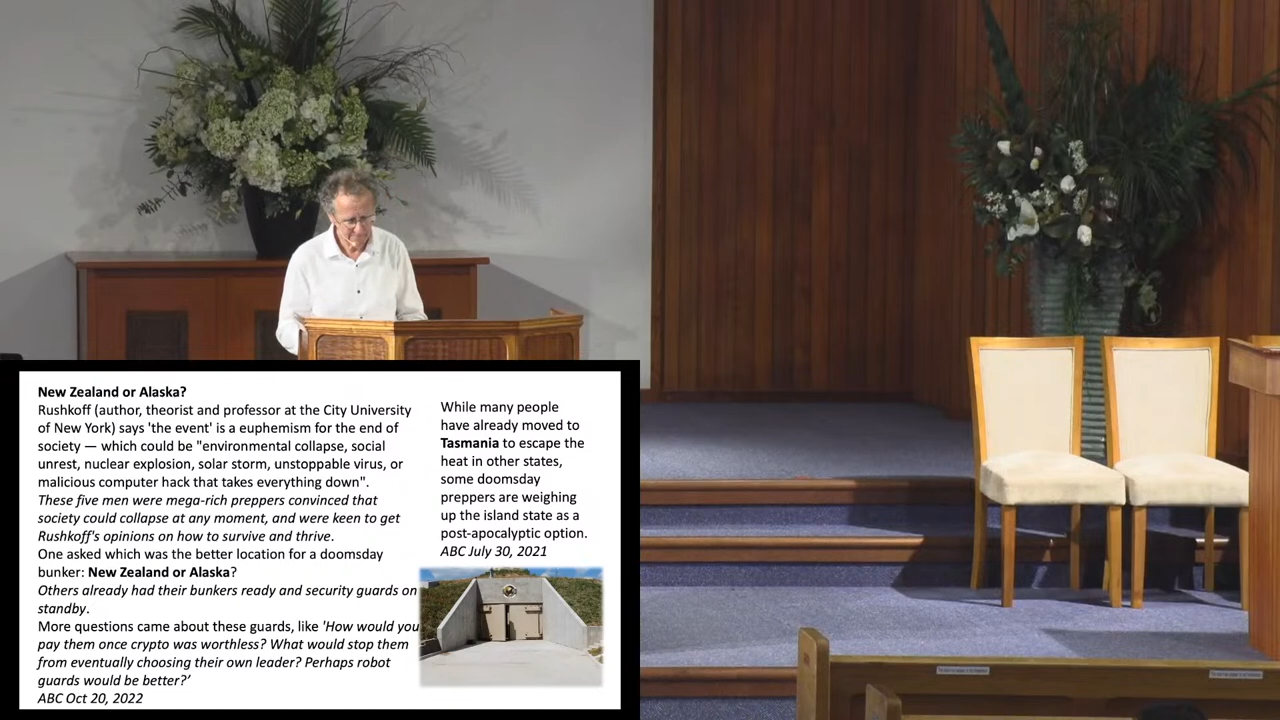 New Zealand or Alaska?
Rushkoff (author, theorist and professor at the City University
of New York) says 'the event' is a euphemism for the end of
society — which could be "environmental collapse, social
unrest, nuclear explosion, solar storm, unstoppable virus, or
malicious computer hack that takes everything down".
These five men were mega-rich preppers convinced that
society could collapse at any moment, and were keen to get
Rushkoff's opinions on how to survive and thrive.
One asked which was the better location for a doomsday
bunker: New Zealand or Alaska?
Others already had their bunkers ready and security guards on
standby.
More questions came about these guards, like 'How would you
pay them once crypto was worthless? What would stop them
from eventually choosing their own leader? Perhaps robot
guards would be better?’
ABC Oct 20, 2022
While many people
have already moved to
Tasmania to escape the
heat in other states,
some doomsday
preppers are weighing
up the island state as a
post-apocalyptic option.
ABC July 30, 2021